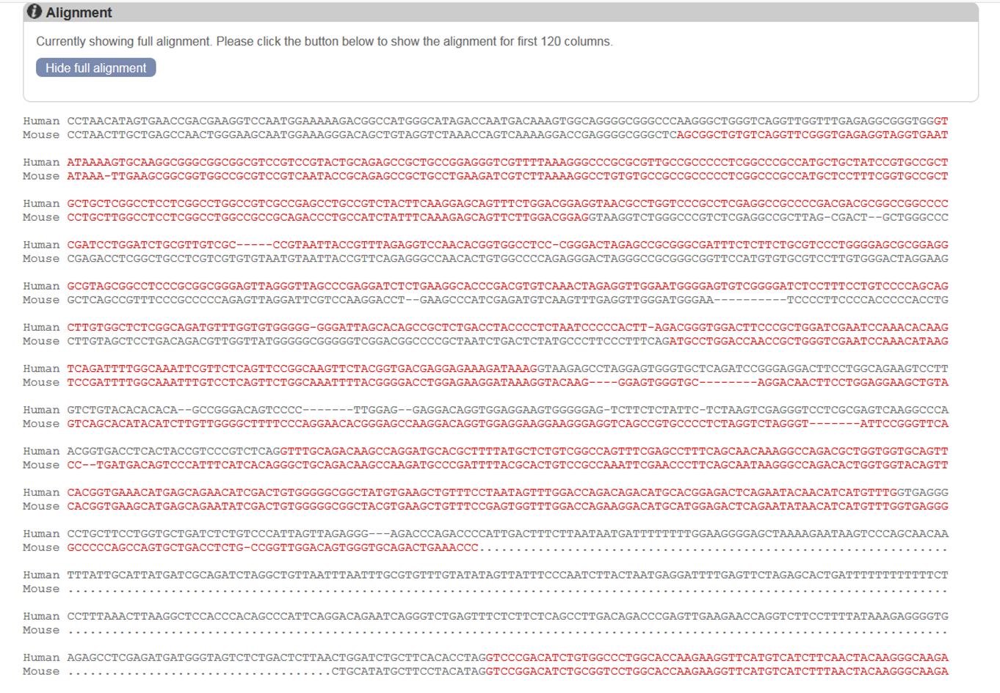 Alignment
Currently showing full alignment. Please click the button below to show the alignment for first 120 columns.
Hide full alignment
Human CCTAACATAGTGAACCGACGAAGGTCCAATGGAAAAAGACGGCCATGGGCATAGACCAATGACAAAGTGGCAGGGGCGGGCCCAAGGGCTGGGTCAGGTTGGTTTGAGAGGCGGGTGGGGT
Mouse CCTAACTTGCTGAGCCAACTGGGAAGCAATGGAAAGGGACAGCTGTAGGTCTAAACCAGTCAAAAGGACCGAGGGGCGGGCTCAGCGGCTGTGTCAGGTTCGGGTGAGAGGTAGGTGAAT
Human ATAAAAGTGCAAGGCGGGCGGCGGCGTCCGTCCGTACTGCAGAGCCGCTGCCGGAGGGTCGTTTTAAAGGGCCCGCGCGTTGCCGCCCCCTCGGCCCGCCATGCTGCTATCCGTGCCGCT
Mouse ATAAA-TTGAAGCGGCGGTGGCCGCGTCCGTCAATACCGCAGAGCCGCTGCCTGAAGATCGTCTTAAAAGGCCTGTGTGCCGCCGCCCCCTCGGCCCGCCATGCTCCTTTCGGTGCCGCT
Human GCTGCTCGGCCTCCTCGGCCTGGCCGTCGCCGAGCCTGCCGTCTACTTCAAGGAGCAGTTTCTGGACGGAGGTAACGCCTGGTCCCGCCTCGAGGCCGCCCCGACGACGCGGCCGGCCCC
Mouse CCTGCTTGGCCTCCTCGGCCTGGCCGCCGCAGACCCTGCCATCTATTTCAAAGAGCAGTTCTTGGACGGAGGTAAGGTCTGGGCCCGTCTCGAGGCCGCTTAG-CGACT--GCTGGGCCC
Human CGATCCTGGATCTGCGTTGTCGC-----CCGTAATTACCGTTTAGAGGTCCAACACGGTGGCCTCC-CGGGACTAGAGCCGCGGGCGATTTCTCTTCTGCGTCCCTGGGGAGCGCGGAGG
Mouse CGAGACCTCGGCTGCCTCGTCGTGTGTAATGTAATTACCGTTCAGAGGGCCAACACTGTGGCCCCAGAGGGACTAGGGCCGCGGGCGGTTCCATGTGTGCGTCCTTGTGGGACTAGGAAG
Human GCGTAGCGGCCTCCCGCGGCGGGAGTTAGGGTTAGCCCGAGGATCTCTGAAGGCACCCGACGTGTCAAACTAGAGGTTGGAATGGGGAGTGTCGGGGATCTCCTTTCCTGTCCCCAGCAG
Mouse GCTCAGCCGTTTCCCGCCCCCAGAGTTAGGATTCGTCCAAGGACCT--GAAGCCCATCGAGATGTCAAGTTTGAGGTTGGGATGGGAA----------TCCCCTTCCCCACCCCCACCTG
Human CTTGTGGCTCTCGGCAGATGTTTGGTGTGGGGG-GGGATTAGCACAGCCGCTCTGACCTACCCCTCTAATCCCCCACTT-AGACGGGTGGACTTCCCGCTGGATCGAATCCAAACACAAG
Mouse CTTGTAGCTCCTGACAGACGTTGGTTATGGGGGCGGGGGTCGGACGGCCCCGCTAATCTGACTCTATGCCCTTCCCTTTCAGATGCCTGGACCAACCGCTGGGTCGAATCCAAACATAAG
Human TCAGATTTTGGCAAATTCGTTCTCAGTTCCGGCAAGTTCTACGGTGACGAGGAGAAAGATAAAGGTAAGAGCCTAGGAGTGGGTGCTCAGATCCGGGAGGACTTCCTGGCAGAAGTCCTT
Mouse TCCGATTTTGGCAAATTTGTCCTCAGTTCTGGCAAATTTTACGGGGACCTGGAGAAGGATAAAGGTACAAG----GGAGTGGGTGC--------AGGACAACTTCCTGGAGGAAGCTGTA
Human GTCTGTACACACACA--GCCGGGACAGTCCCC-------TTGGAG--GAGGACAGGTGGAGGAAGTGGGGGAG-TCTTCTCTATTC-TCTAAGTCGAGGGTCCTCGCGAGTCAAGGCCCA
Mouse GTCAGCACATACATCTTGTTGGGGCTTTTCCCAGGAACACGGGAGCCAAGGACAGGTGGAGGAAGGAAGGGAGGTCAGCCGTGCCCCTCTAGGTCTAGGGT-------ATTCCGGGTTCA
Human ACGGTGACCTCACTACCGTCCCGTCTCAGGTTTGCAGACAAGCCAGGATGCACGCTTTTATGCTCTGTCGGCCAGTTTCGAGCCTTTCAGCAACAAAGGCCAGACGCTGGTGGTGCAGTT
Mouse CC--TGATGACAGTCCCATTTCATCACAGGGCTGCAGACAAGCCAAGATGCCCGATTTTACGCACTGTCCGCCAAATTCGAACCCTTCAGCAATAAGGGCCAGACACTGGTGGTACAGTT
Human CACGGTGAAACATGAGCAGAACATCGACTGTGGGGGCGGCTATGTGAAGCTGTTTCCTAATAGTTTGGACCAGACAGACATGCACGGAGACTCAGAATACAACATCATGTTTGGTGAGGG
Mouse CACGGTGAAGCATGAGCAGAATATCGACTGTGGGGGCGGCTACGTGAAGCTGTTTCCGAGTGGTTTGGACCAGAAGGACATGCATGGAGACTCAGAATATAACATCATGTTTGGTGAGGG
Human CCTGCTTCCTGGTGCTGATCTCTGTCCCATTAGTTAGAGGG---AGACCCAGACCCCATTGACTTTCTTAATAATGATTTTTTTTGGAAGGGGAGCTAAAAGAATAAGTCCCAGCAACAA
Mouse GCCCCCAGCCAGTGCTGACCTCTG-CCGGTTGGACAGTGGGTGCAGACTGAAACCC................................................................
Human TTTATTGCATTATGATCGCAGATCTAGGCTGTTAATTTAATTTGCGTGTTTGTATATAGTTATTTCCCAATCTTACTAATGAGGATTTTGAGTTCTAGAGCACTGATTTTTTTTTTTTCT
Mouse ........................................................................................................................
Human CCTTTAAACTTAAGGCTCCACCCACAGCCCATTCAGGACAGAATCAGGGTCTGAGTTTCTCTTCTCAGCCTTGACAGACCCGAGTTGAAGAACCAGGTCTTCCTTTTATAAAGAGGGGTG
Mouse ........................................................................................................................
Human AGAGCCTCGAGATGATGGGTAGTCTCTGACTCTTAACTGGATCTGCTTCACACCTAGGTCCCGACATCTGTGGCCCTGGCACCAAGAAGGTTCATGTCATCTTCAACTACAAGGGCAAGA
Mouse ....................................CTGCATATGCTTCCTACATAGGTCCGGACATCTGCGGTCCTGGCACCAAGAAGGTTCATGTCATCTTTAACTACAAGGGCAAGA